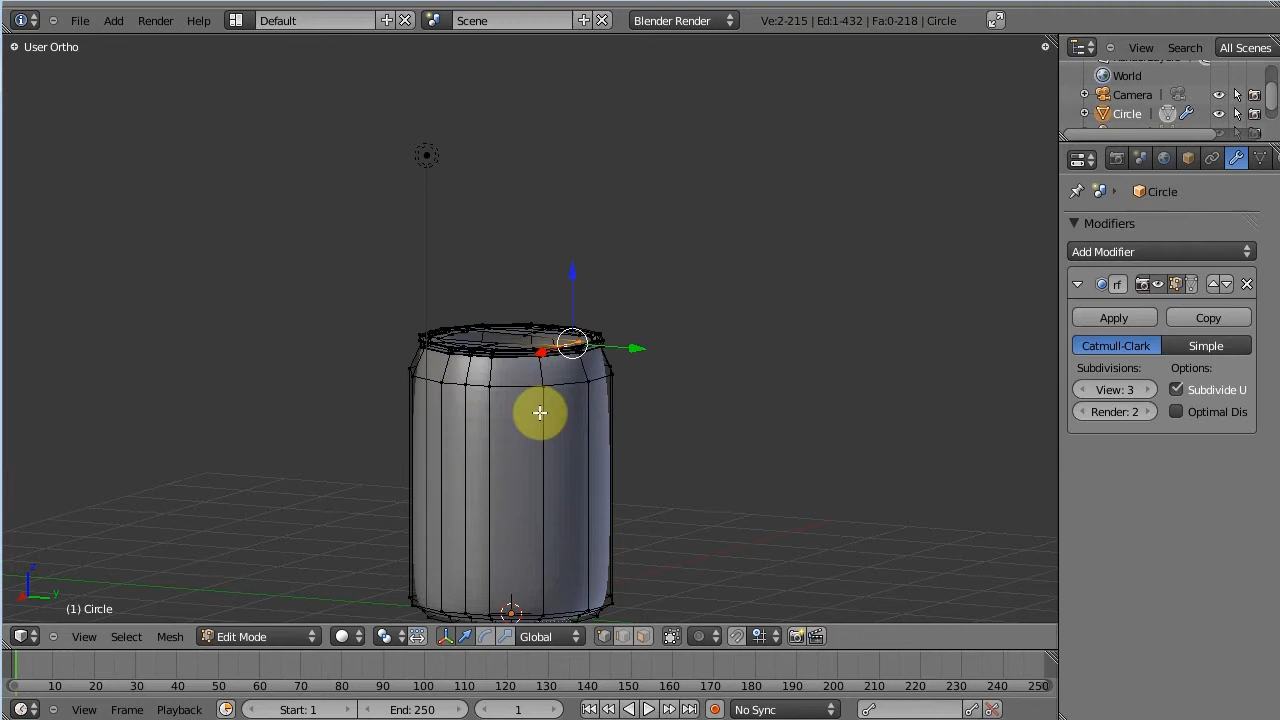 File Add Render Help Default Scene Blender Render Ve:2-215 | Ed:1-432 | Fa:0-218 | Circle
User Ortho
View Search All Scenes
World
Camera
Circle
Circle
Modifiers
Add Modifier
rf
Apply Copy
Catmull-Clark Simple
Subdivisions: Options:
View: 3 Subdivide U
Render: 2 Optimal Dis
z
y
(1) Circle
View Select Mesh Edit Mode Global
10 20 30 40 50 60 70 80 90 100 110 120 130 140 150 160 170 180 190 200 210 220 230 240 250
View Frame Playback Start: 1 End: 250 1 No Sync